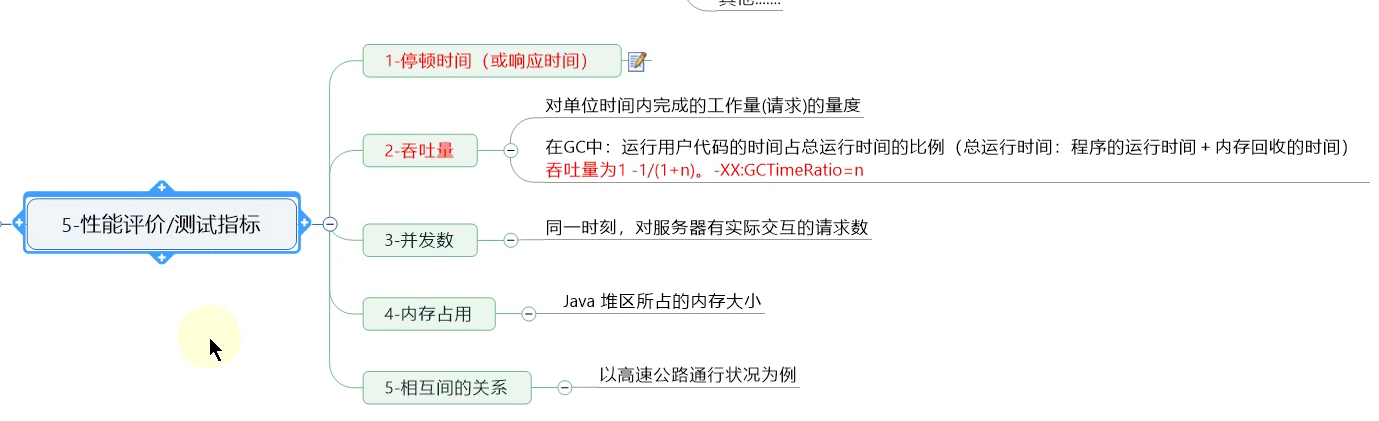 其他.......
1-停顿时间（或响应时间）
对单位时间内完成的工作量(请求)的量度
2-吞吐量
在GC中：运行用户代码的时间占总运行时间的比例（总运行时间：程序的运行时间 + 内存回收的时间）
吞吐量为1 -1/(1+n)。-XX:GCTimeRatio=n
5-性能评价/测试指标
3-并发数
同一时刻，对服务器有实际交互的请求数
4-内存占用
Java 堆区所占的内存大小
5-相互间的关系
以高速公路通行状况为例